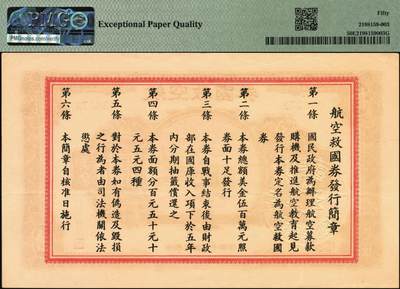 PMG
PMGnotes.com/verify
Exceptional Paper Quality
Fifty
2198159-003
50E2198159003G
航空救國券發行簡章
第一條
國民政府為辦理航空募款
購機及推進航空教育起見
發行本券定名為航空救國
券
第二條
本券總額美金伍百萬元照
券面十足發行
第三條
本券自戰事結束後由財政
部在國庫收入項下於五年
內分期抽籤償還之
第四條
本券面額分百元五十元十
元五元四種
第五條
對於本券如有偽造及毀損
之行為者由司法機關依法
懲處
第六條
本簡章自核准日施行